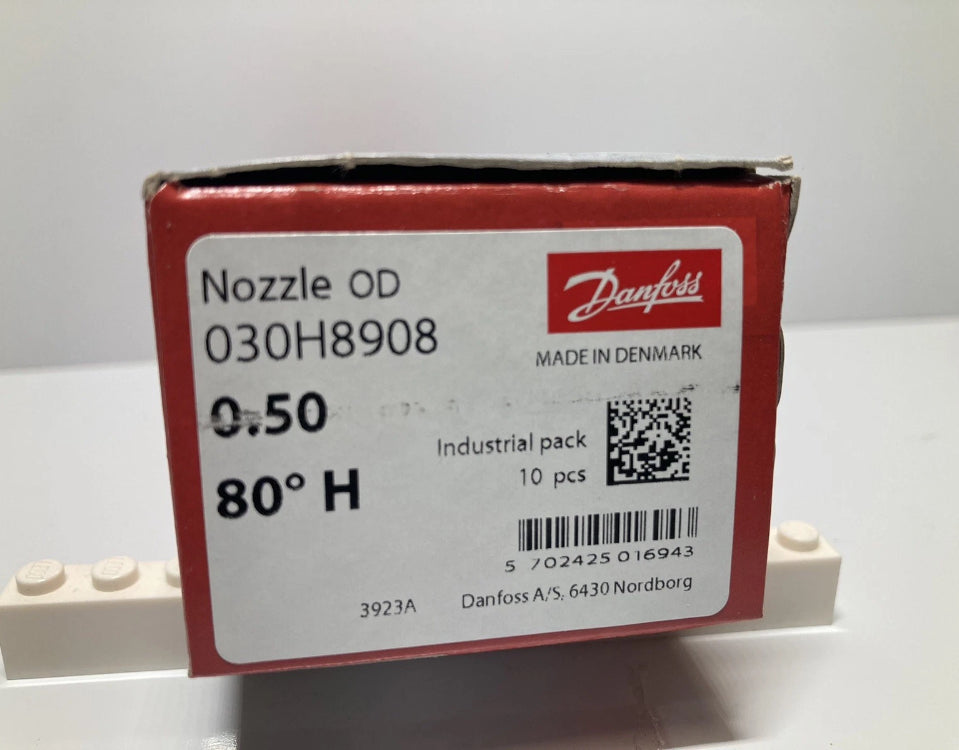 Nozzle OD
030H8908
0.50
80° H
Danfoss
MADE IN DENMARK
Industrial pack
10 pcs
5 702425 016943
3923A
Danfoss A/S, 6430 Nordborg